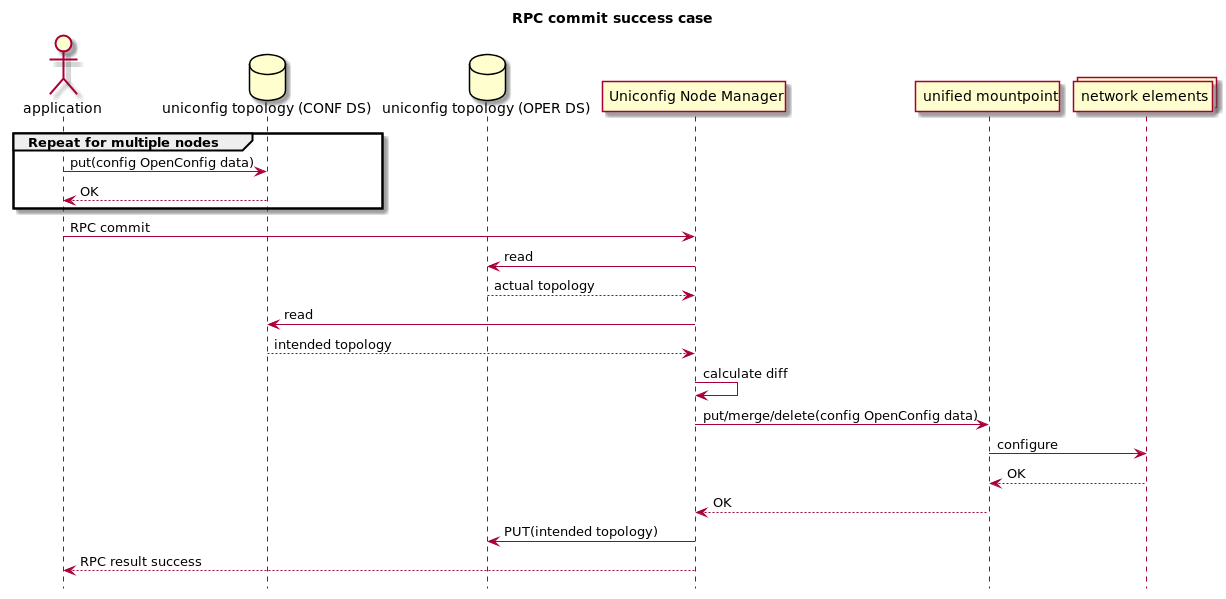 RPC commit success case
application
uniconfig topology (CONF DS)
uniconfig topology (OPER DS)
Uniconfig Node Manager
unified mountpoint
network elements
Repeat for multiple nodes
put(config OpenConfig data)
OK
RPC commit
read
actual topology
read
intended topology
calculate diff
put/merge/delete(config OpenConfig data)
configure
OK
OK
PUT(intended topology)
RPC result success